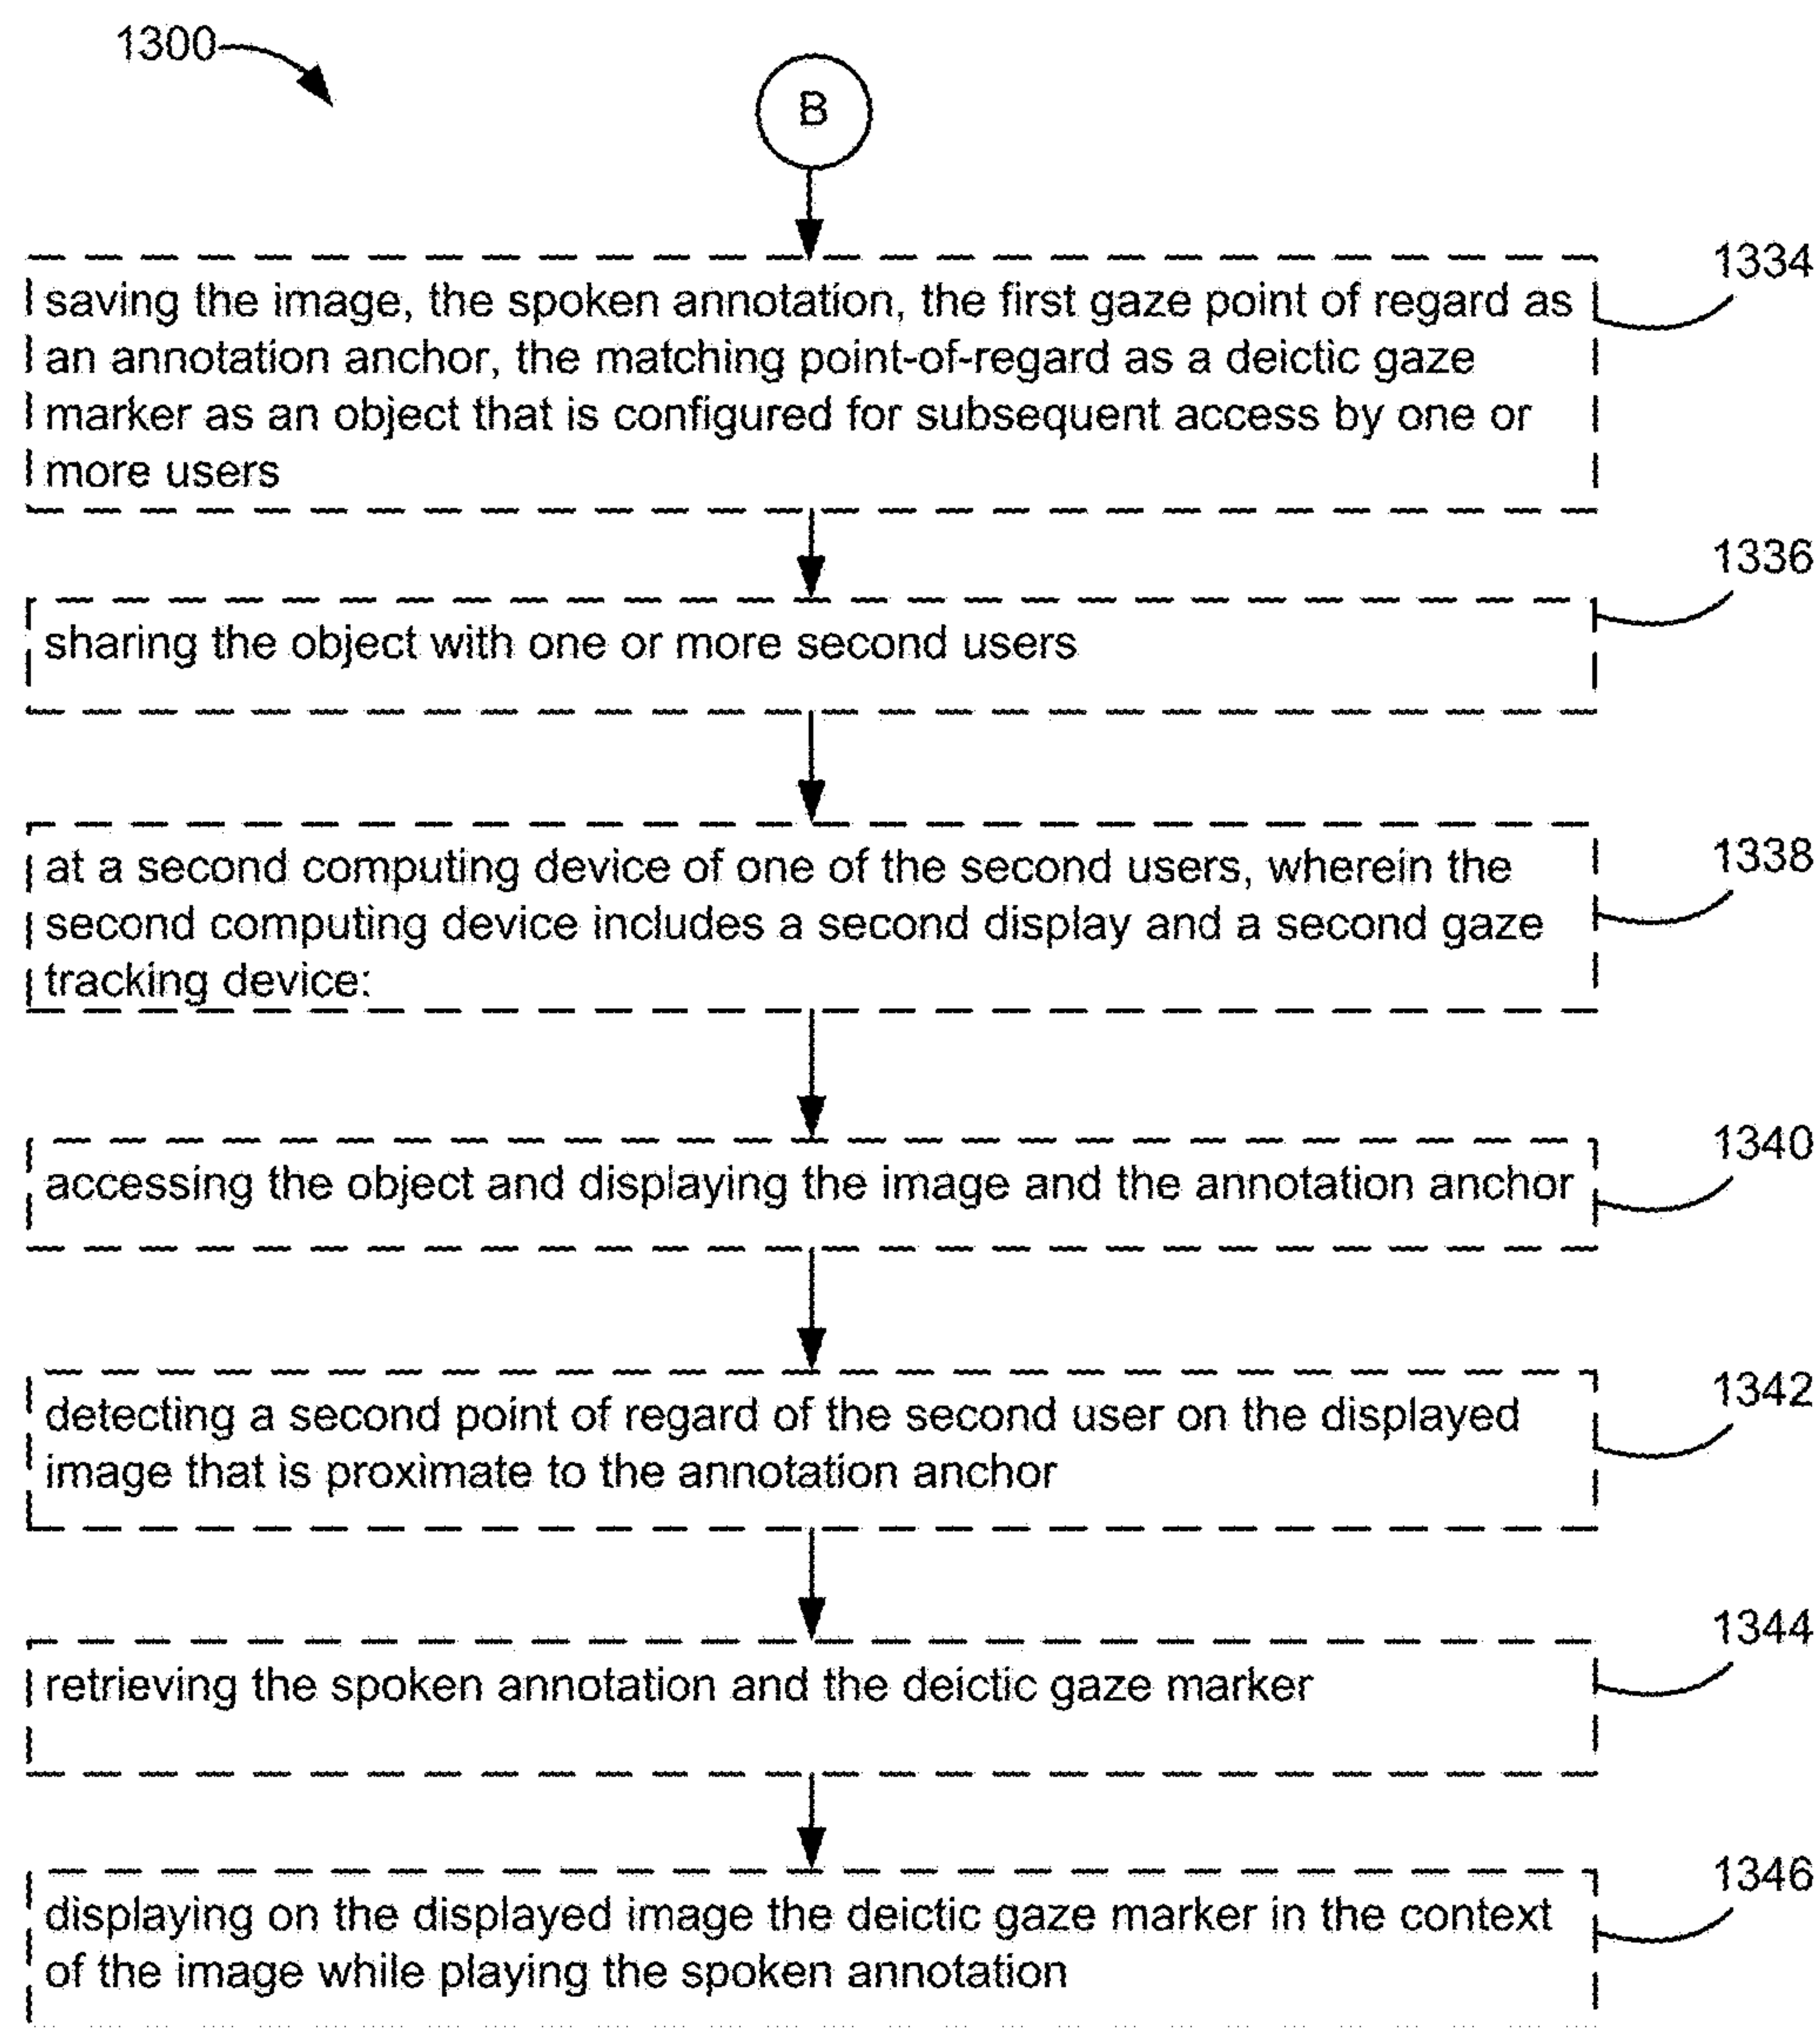 1300
B
1334
saving the image, the spoken annotation, the first gaze point of regard as
an annotation anchor, the matching point-of-regard as a deictic gaze
marker as an object that is configured for subsequent access by one or
more users
1336
sharing the object with one or more second users
1338
at a second computing device of one of the second users, wherein the
second computing device includes a second display and a second gaze
tracking device:
1340
accessing the object and displaying the image and the annotation anchor
1342
detecting a second point of regard of the second user on the displayed
image that is proximate to the annotation anchor
1344
retrieving the spoken annotation and the deictic gaze marker
1346
displaying on the displayed image the deictic gaze marker in the context
of the image while playing the spoken annotation